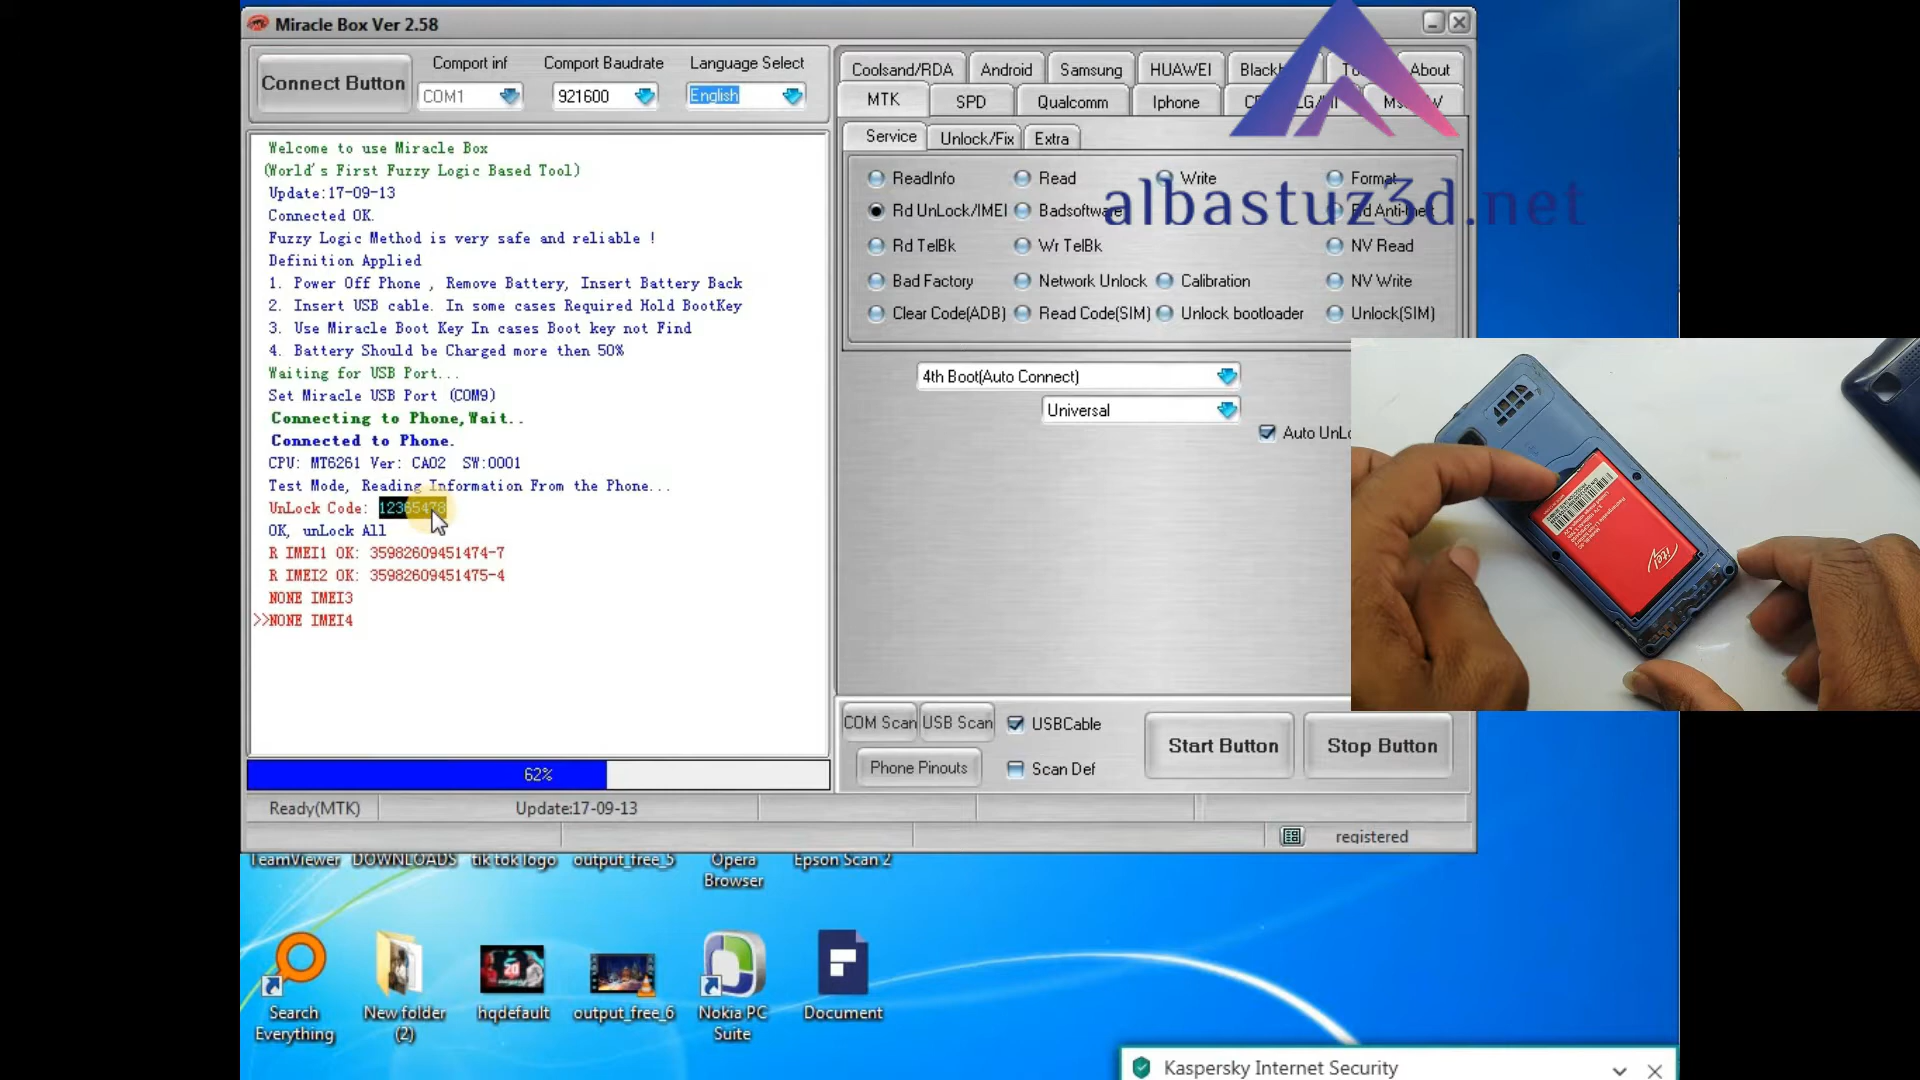 Miracle Box Ver 2.58
Connect Button
Comport inf
Comport Baudrate
Language Select
COM1
921600
English
Welcome to use Miracle Box
(World's First Fuzzy Logic Based Tool)
Update:17-09-13
Connected OK.
Fuzzy Logic Method is very safe and reliable !
Definition Applied
1. Power Off Phone , Remove Battery, Insert Battery Back
2. Insert USB cable. In some cases Required Hold BootKey
3. Use Miracle Boot Key In cases Boot key not Find
4. Battery Should be Charged more then 50%
Waiting for USB Port...
Set Miracle USB Port (COM9)
Connecting to Phone,Wait..
Connected to Phone.
CPU: MT6261 Ver: CA02 SW:0001
Test Mode, Reading Information From the Phone...
UnLock Code: 12365478
OK, unLock All
R IMEI1 OK: 35982609451474-7
R IMEI2 OK: 35982609451475-4
NONE IMEI3
>>NONE IMEI4
62%
Ready(MTK)
Update:17-09-13
Coolsand/RDA Android Samsung HUAWEI About
MTK SPD Qualcomm Iphone
Service Unlock/Fix Extra
ReadInfo Read Write Format
Rd UnLock/IMEI Badsoftware
Rd TelBk Wr TelBk NV Read
Bad Factory Network Unlock Calibration NV Write
Clear Code(ADB) Read Code(SIM) Unlock bootloader Unlock(SIM)
albastuz3d.net
4th Boot(Auto Connect)
Universal
Auto
itel
COM Scan USB Scan USBCable
Phone Pinouts Scan Def
Start Button
Stop Button
registered
TeamViewer
DOWNLOADS
tik tok logo
output_free_5
Opera Browser
Epson Scan 2
Search Everything
New folder (2)
hqdefault
output_free_6
Nokia PC Suite
Document
Kaspersky Internet Security